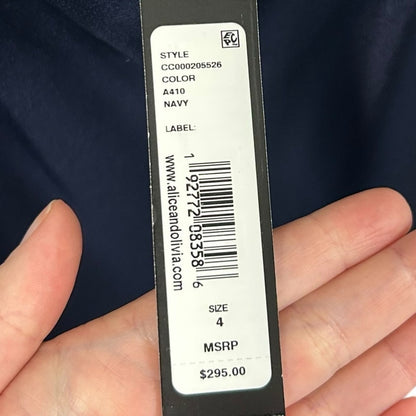 STYLE
CC000205526
COLOR
A410
NAVY
LABEL:
www.aliceandolivia.com
1 92772 08358 6
SIZE
4
MSRP
$295.00